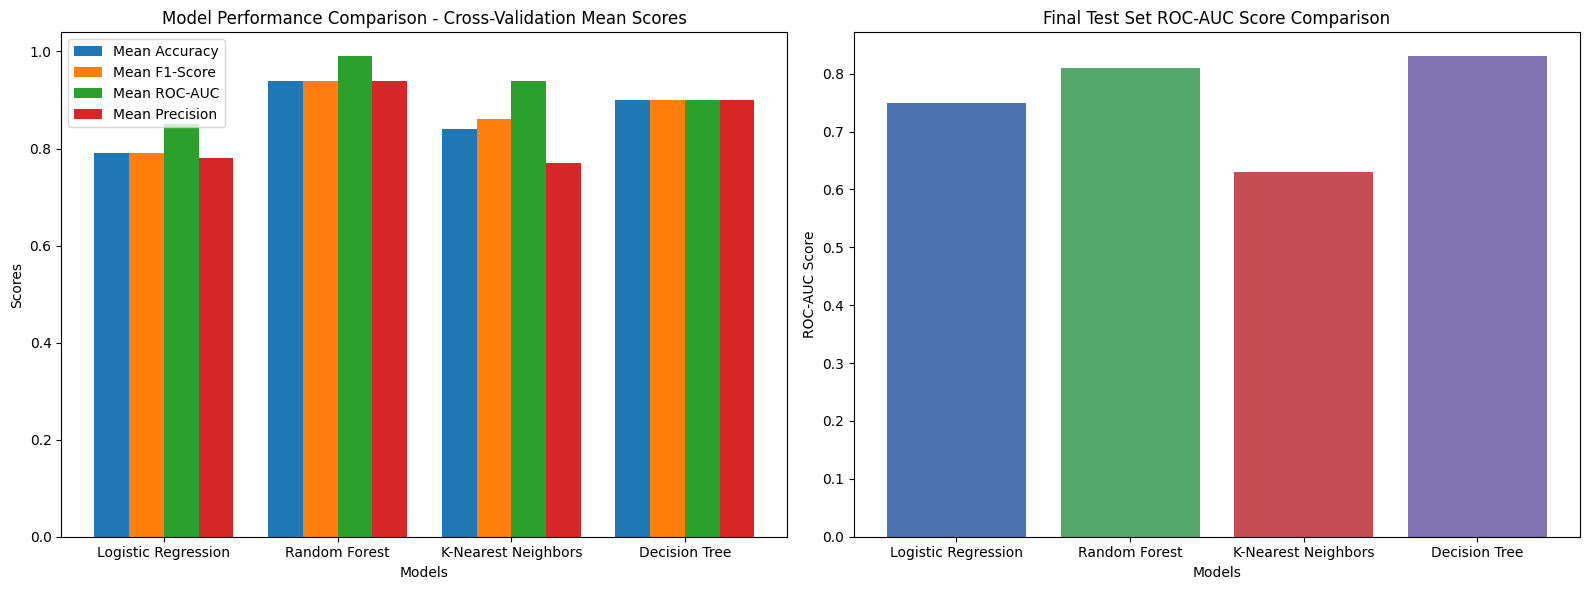 Model Performance Comparison - Cross-Validation Mean Scores
Mean Accuracy
Mean F1-Score
Mean ROC-AUC
Mean Precision
Scores
1.0
0.8
0.6
0.4
0.2
0.0
Logistic Regression
Random Forest
K-Nearest Neighbors
Decision Tree
Models
Final Test Set ROC-AUC Score Comparison
ROC-AUC Score
0.8
0.7
0.6
0.5
0.4
0.3
0.2
0.1
0.0
Logistic Regression
Random Forest
K-Nearest Neighbors
Decision Tree
Models